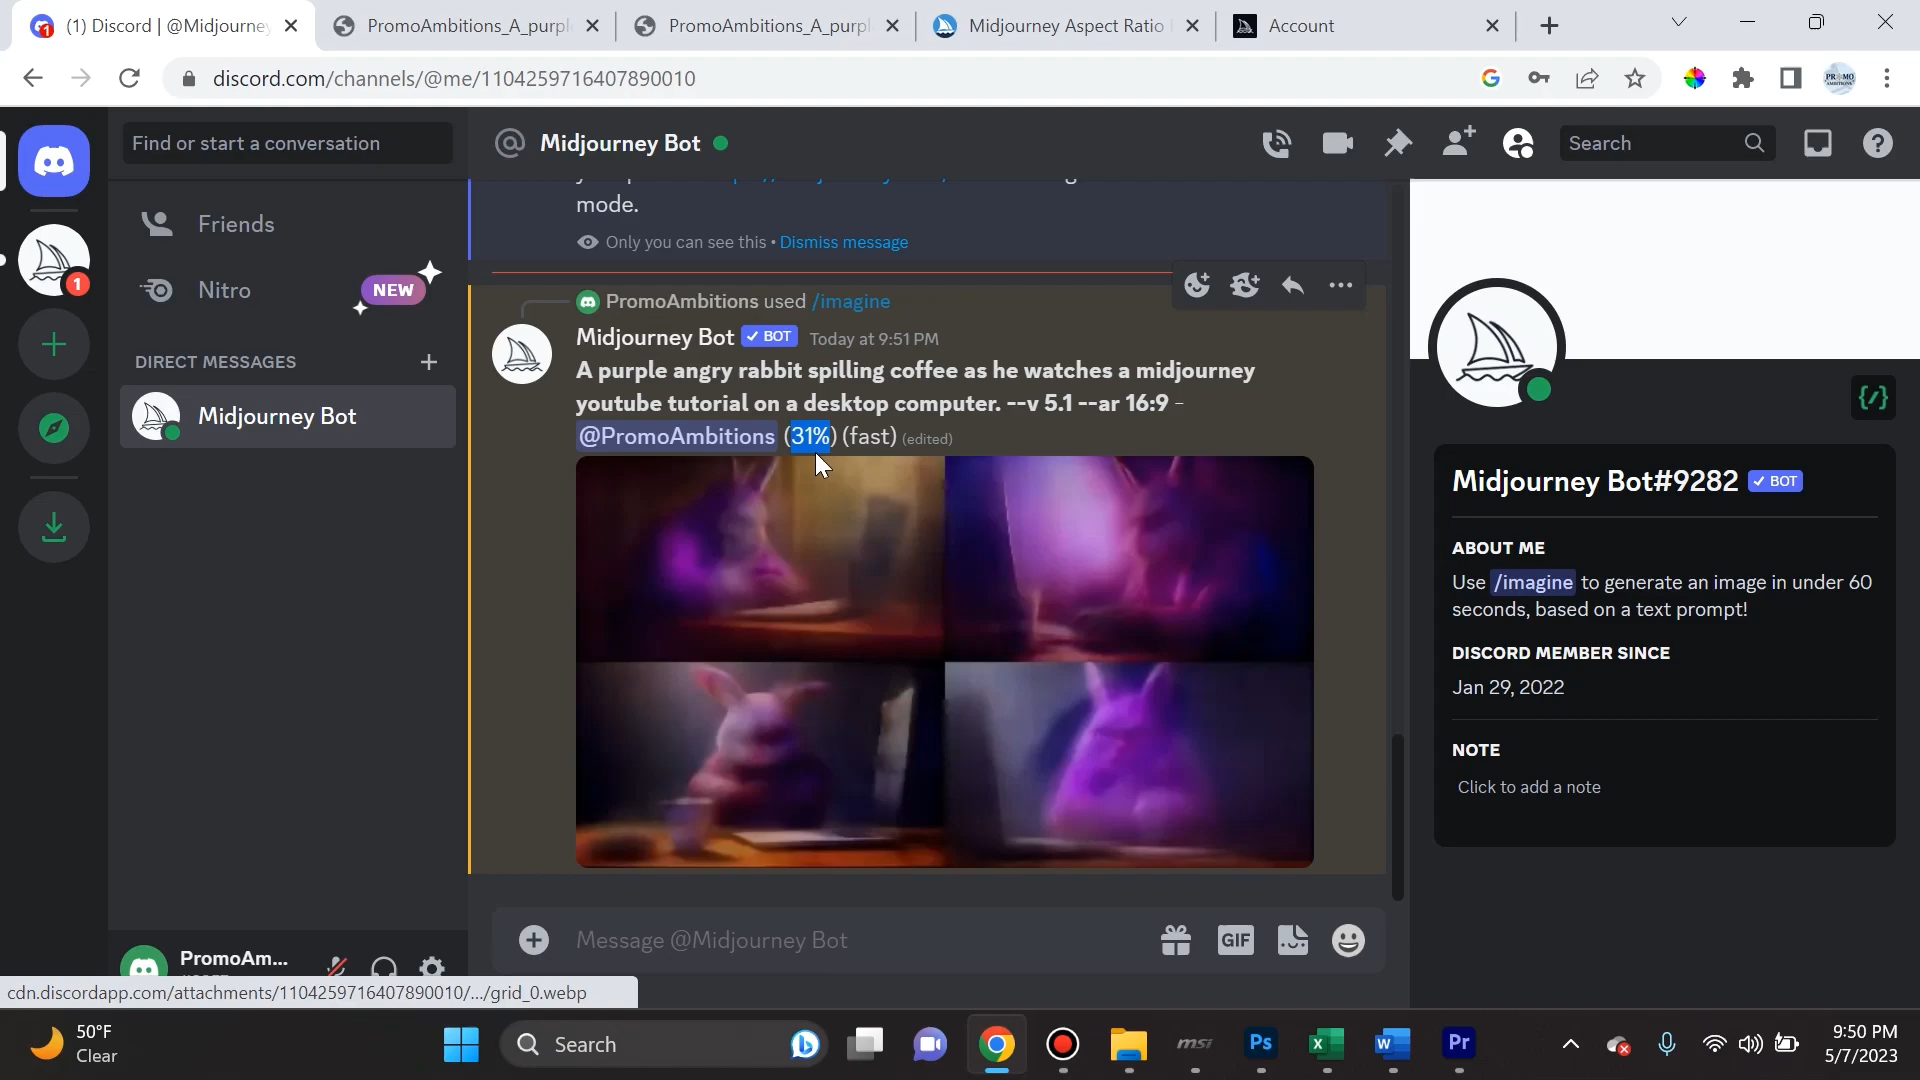 (1) Discord | @Midjourney
PromoAmbitions_A_purpl
PromoAmbitions_A_purpl
Midjourney Aspect Ratio
Account
discord.com/channels/@me/1104259716407890010
Find or start a conversation
Midjourney Bot
Search
Friends
Nitro
NEW
DIRECT MESSAGES
Midjourney Bot
1
mode.
Only you can see this • Dismiss message
PromoAmbitions used /imagine
Midjourney Bot ✓ BOT Today at 9:51 PM
A purple angry rabbit spilling coffee as he watches a midjourney
youtube tutorial on a desktop computer. --v 5.1 --ar 16:9 -
@PromoAmbitions (31%) (fast) (edited)
Message @Midjourney Bot
GIF
Midjourney Bot#9282 ✓ BOT
ABOUT ME
Use /imagine to generate an image in under 60
seconds, based on a text prompt!
DISCORD MEMBER SINCE
Jan 29, 2022
NOTE
Click to add a note
PromoAm...
cdn.discordapp.com/attachments/1104259716407890010/.../grid_0.webp
50°F
Clear
Search
msi
Ps
X
W
Pr
9:50 PM
5/7/2023